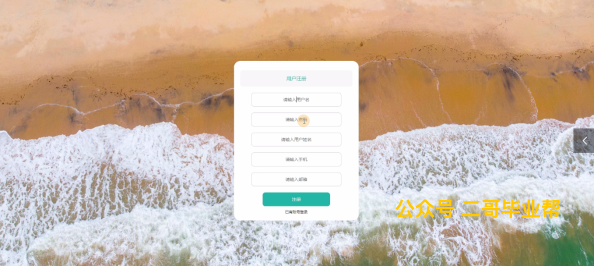 用户注册
请输入用户名
请输入密码
请输入用户姓名
请输入手机
请输入邮箱
注册
已有账号登录
公众号 二哥毕业帮